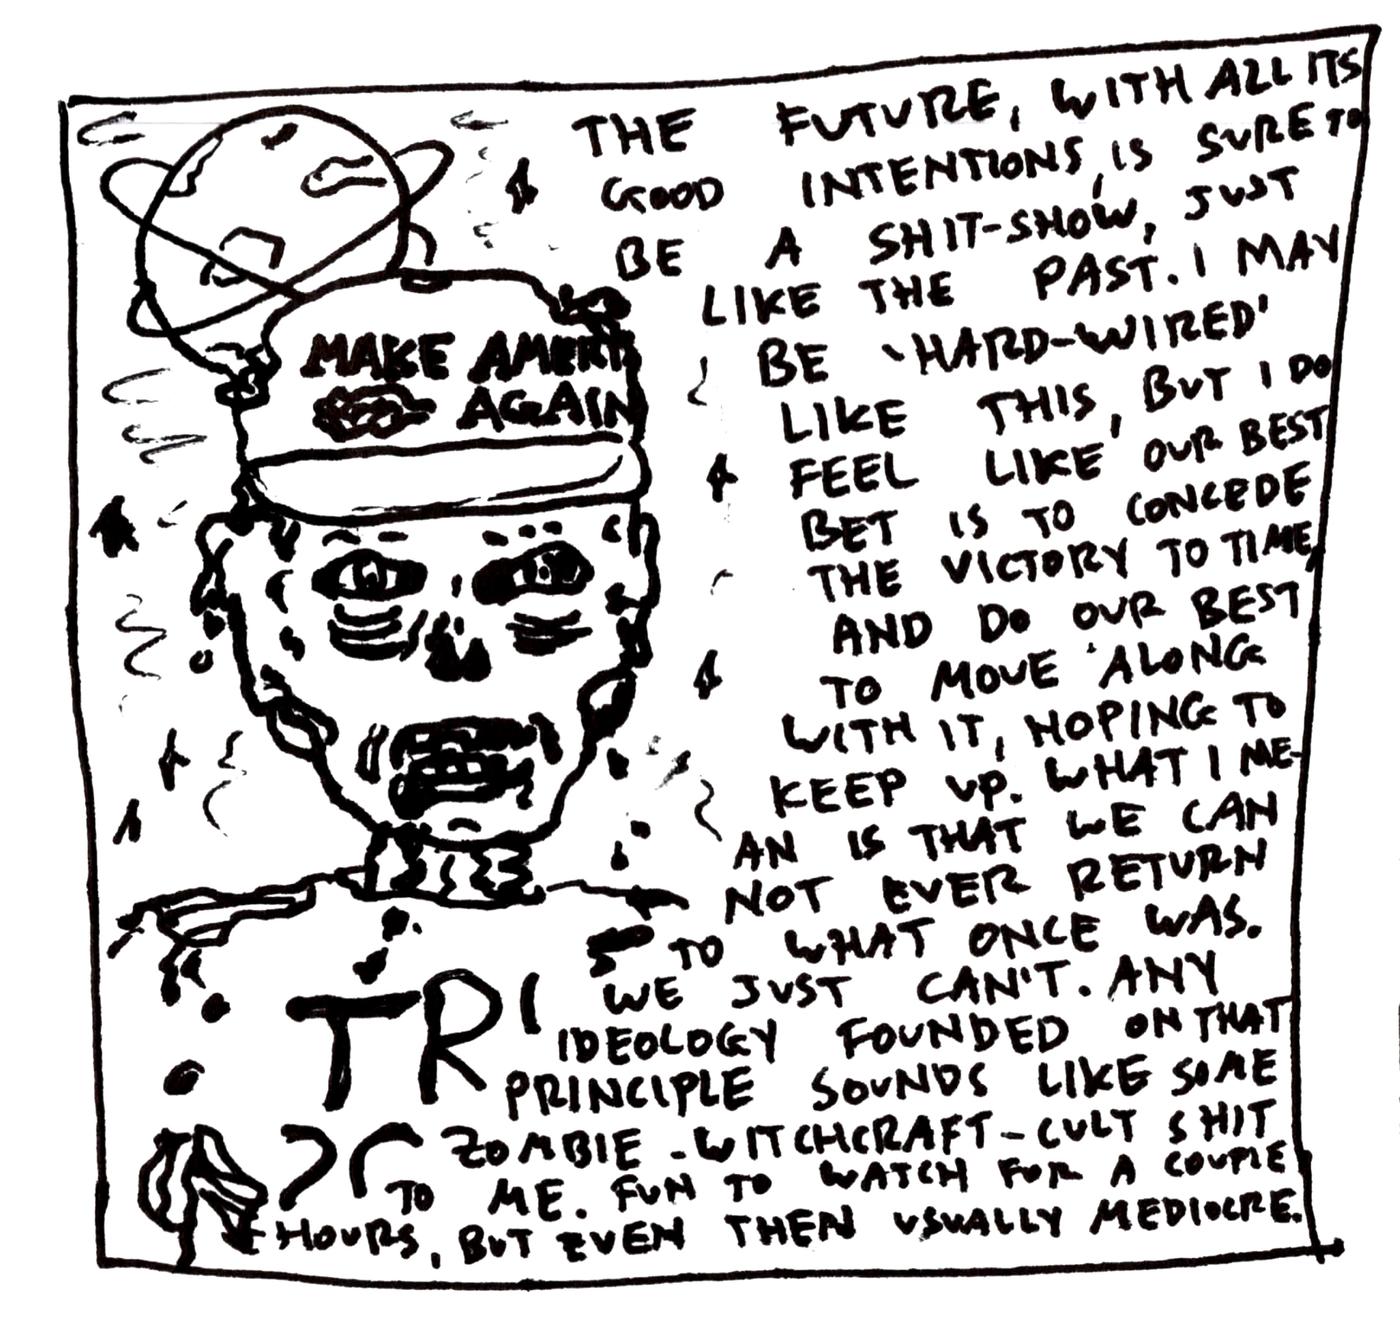 THE FUTURE, WITH ALL ITS
GOOD INTENTIONS, IS SURE TO
BE A SHIT-SHOW, JUST
LIKE THE PAST. I MAY
BE 'HARD-WIRED'
LIKE THIS, BUT I DO
FEEL LIKE OUR BEST
BET IS TO CONCEDE
THE VICTORY TO TIME,
AND DO OUR BEST
TO MOVE ALONG
WITH IT, HOPING TO
KEEP UP. WHAT I ME-
AN IS THAT WE CAN
NOT EVER RETURN
TO WHAT ONCE WAS.
WE JUST CAN'T. ANY
IDEOLOGY FOUNDED ON THAT
PRINCIPLE SOUNDS LIKE SOME
ZOMBIE-WITCHCRAFT-CULT SHIT
TO ME. FUN TO WATCH FOR A COUPLE
HOURS, BUT EVEN THEN USUALLY MEDIOCRE.
MAKE AMERI
AGAIN
TR